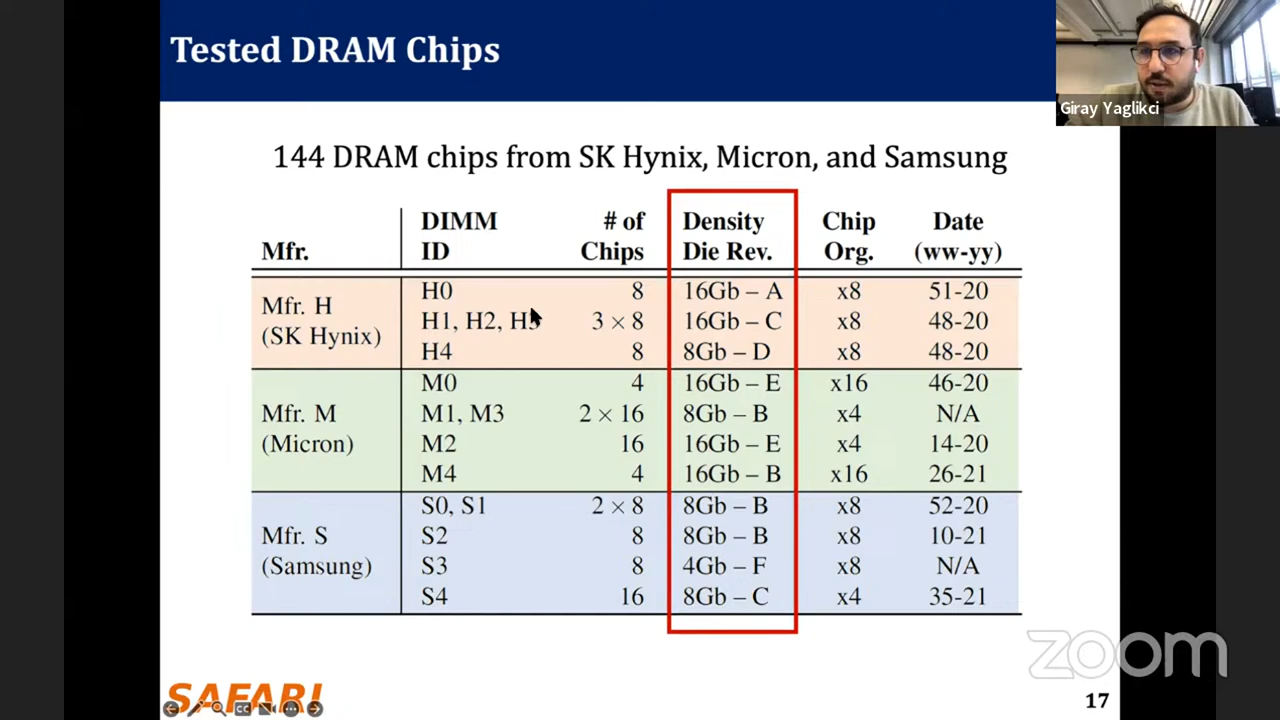 Tested DRAM Chips
Giray Yaglikci
144 DRAM chips from SK Hynix, Micron, and Samsung
Mfr. DIMM ID # of Chips Density Die Rev. Chip Org. Date (ww-yy)
Mfr. H (SK Hynix)
H0 8 16Gb – A x8 51-20
H1, H2, H3 3 × 8 16Gb – C x8 48-20
H4 8 8Gb – D x8 48-20
Mfr. M (Micron)
M0 4 16Gb – E x16 46-20
M1, M3 2 × 16 8Gb – B x4 N/A
M2 16 16Gb – E x4 14-20
M4 4 16Gb – B x16 26-21
Mfr. S (Samsung)
S0, S1 2 × 8 8Gb – B x8 52-20
S2 8 8Gb – B x8 10-21
S3 8 4Gb – F x8 N/A
S4 16 8Gb – C x4 35-21
zoom
SAFARI
17